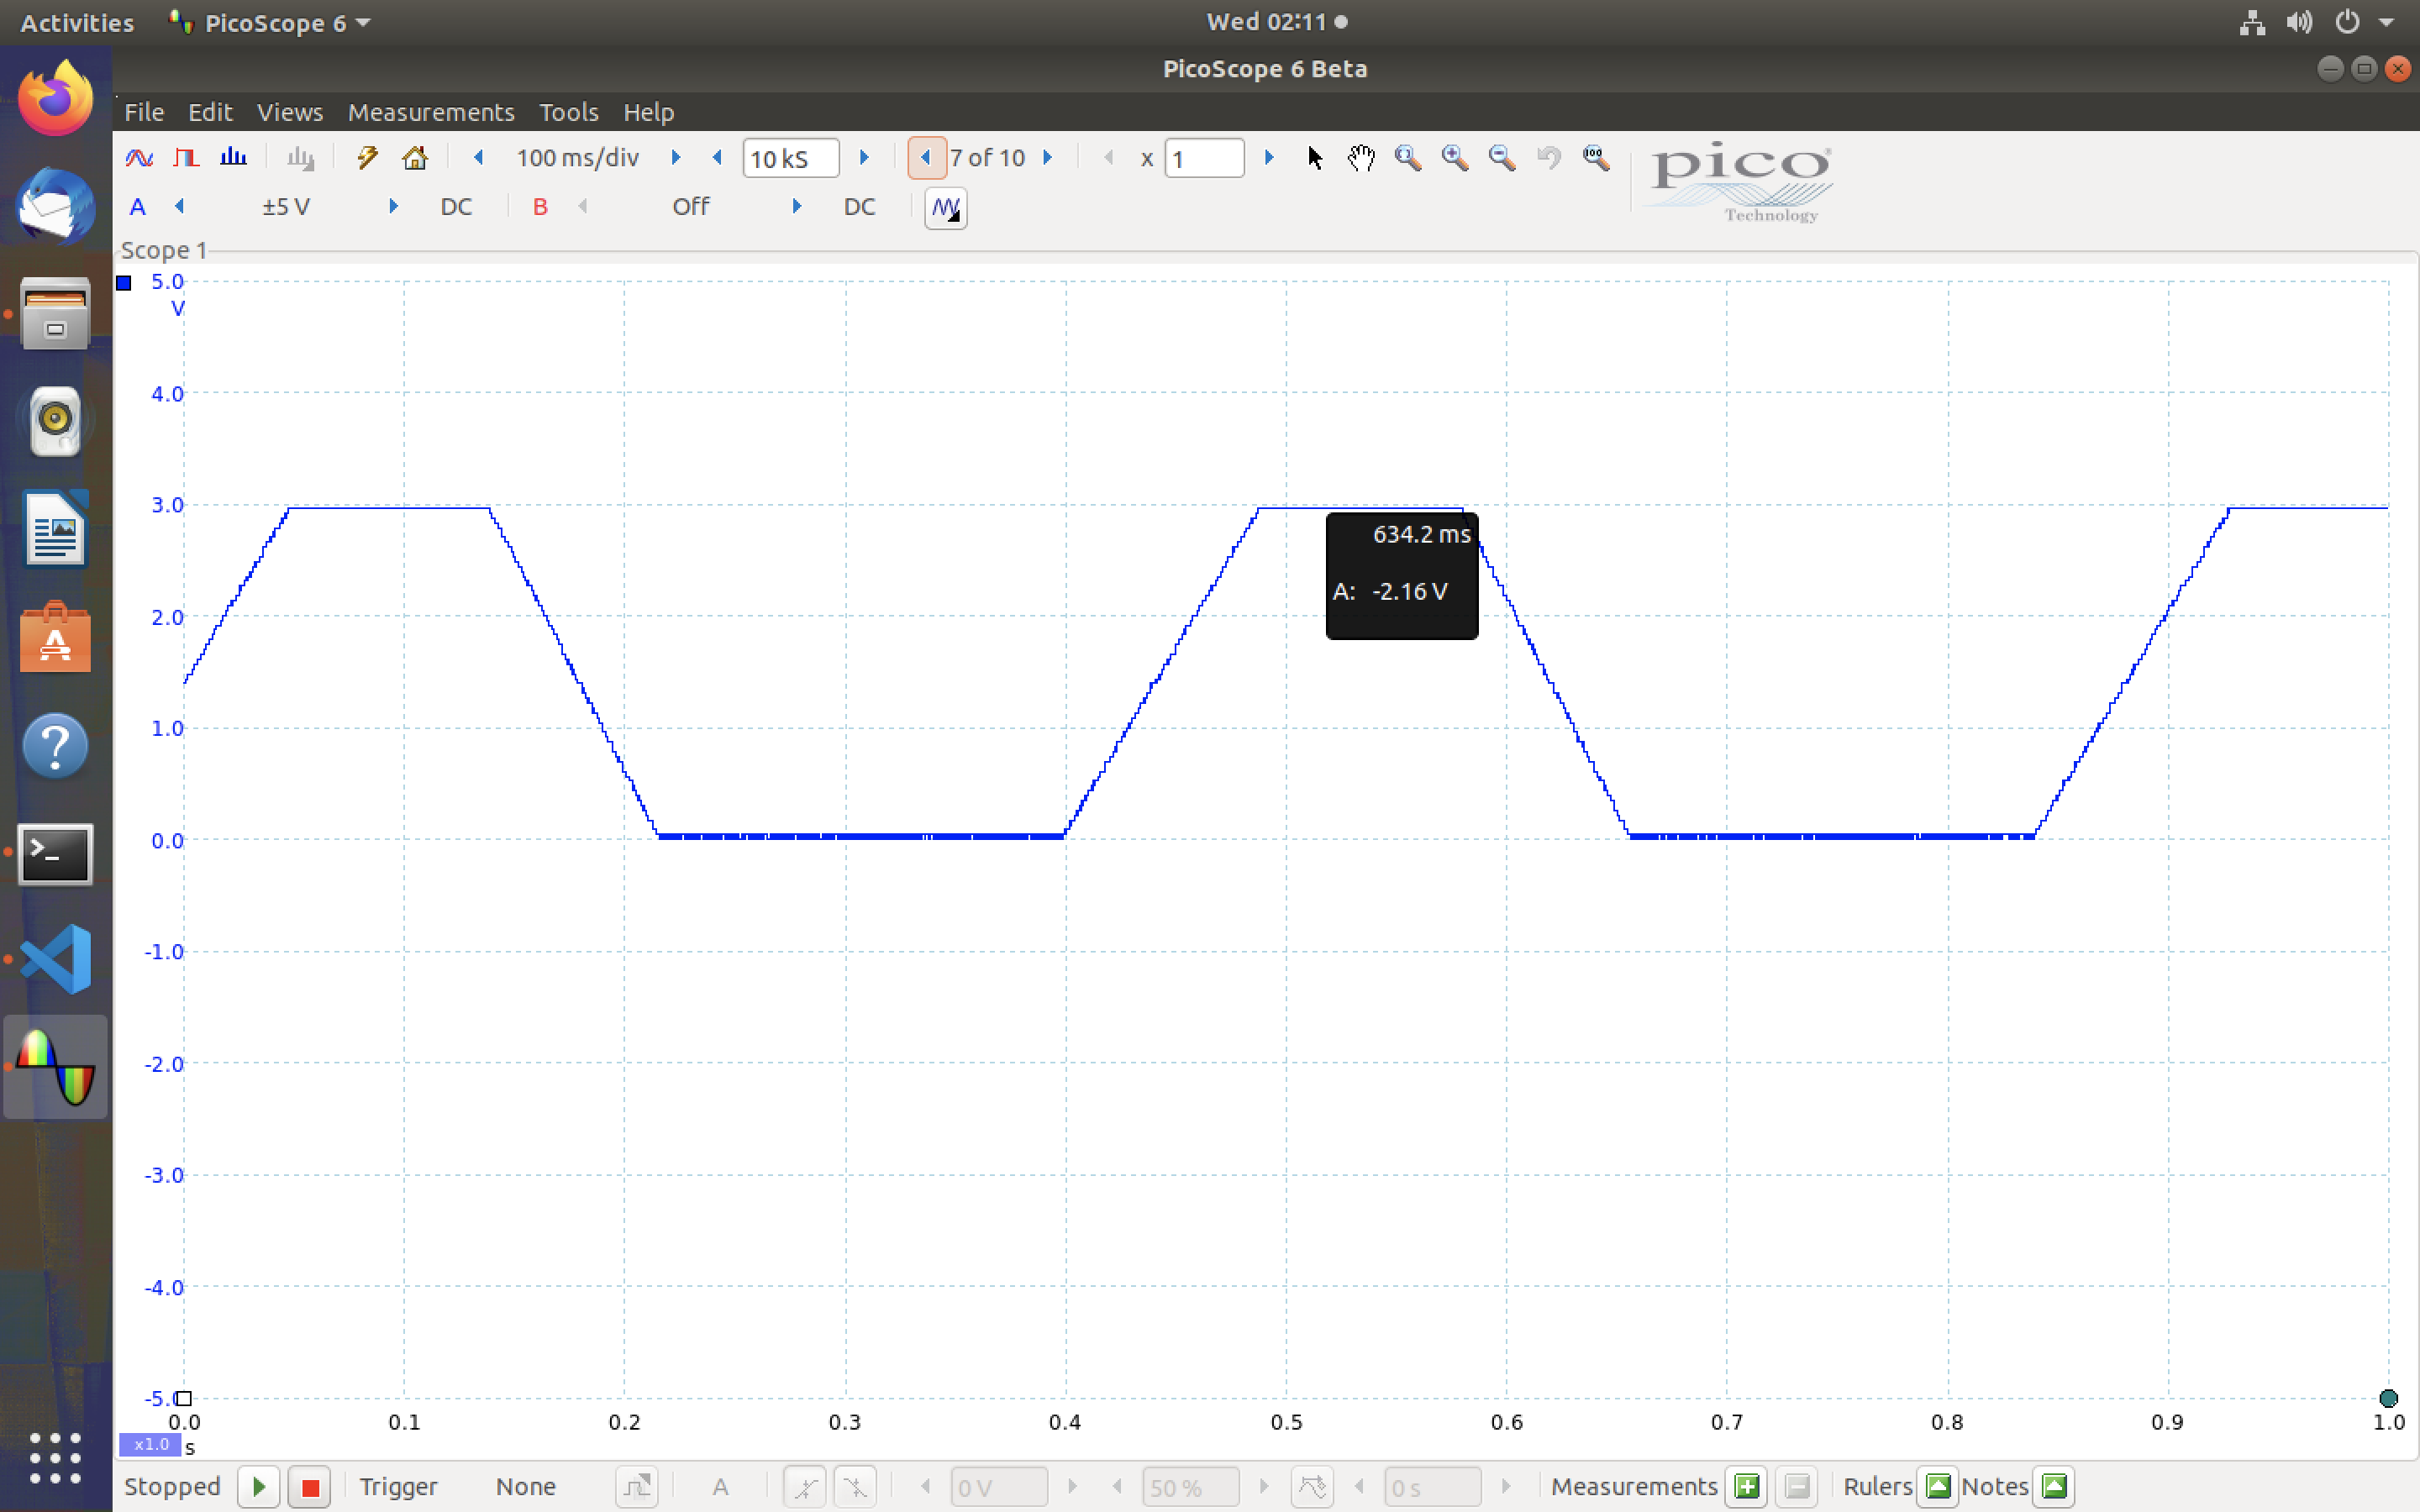 Activities PicoScope 6 Wed 02:11
PicoScope 6 Beta
File Edit Views Measurements Tools Help
100 ms/div 10 kS 7 of 10 x 1
pico
Technology
A ±5 V DC B Off DC
Scope 1
5.0
V
4.0
3.0
634.2 ms
A: -2.16 V
2.0
1.0
0.0
-1.0
-2.0
-3.0
-4.0
-5.0
0.0 0.1 0.2 0.3 0.4 0.5 0.6 0.7 0.8 0.9 1.0
x1.0 s
Stopped Trigger None A 0 V 50 % 0 s Measurements Rulers Notes